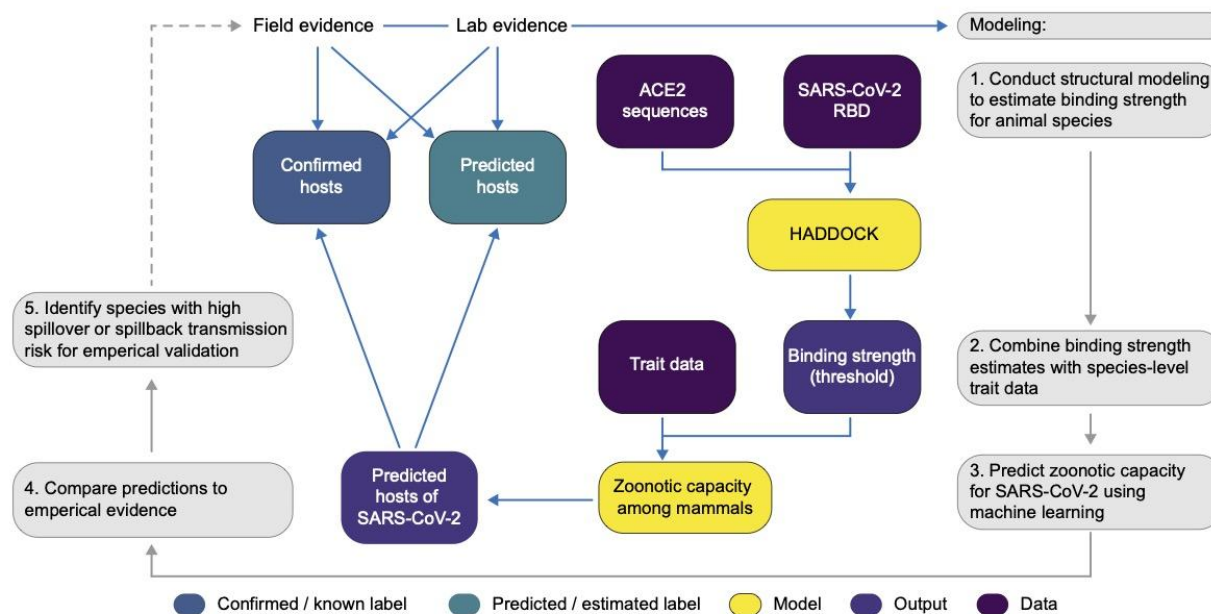 Field evidence
Lab evidence
Modeling:
ACE2
sequences
SARS-CoV-2
RBD
1. Conduct structural modeling
to estimate binding strength
for animal species
Confirmed
hosts
Predicted
hosts
HADDOCK
5. Identify species with high
spillover or spillback transmission
risk for emperical validation
Trait data
Binding strength
(threshold)
2. Combine binding strength
estimates with species-level
trait data
4. Compare predictions to
emperical evidence
Predicted
hosts of
SARS-CoV-2
Zoonotic capacity
among mammals
3. Predict zoonotic capacity
for SARS-CoV-2 using
machine learning
Confirmed / known label
Predicted / estimated label
Model
Output
Data